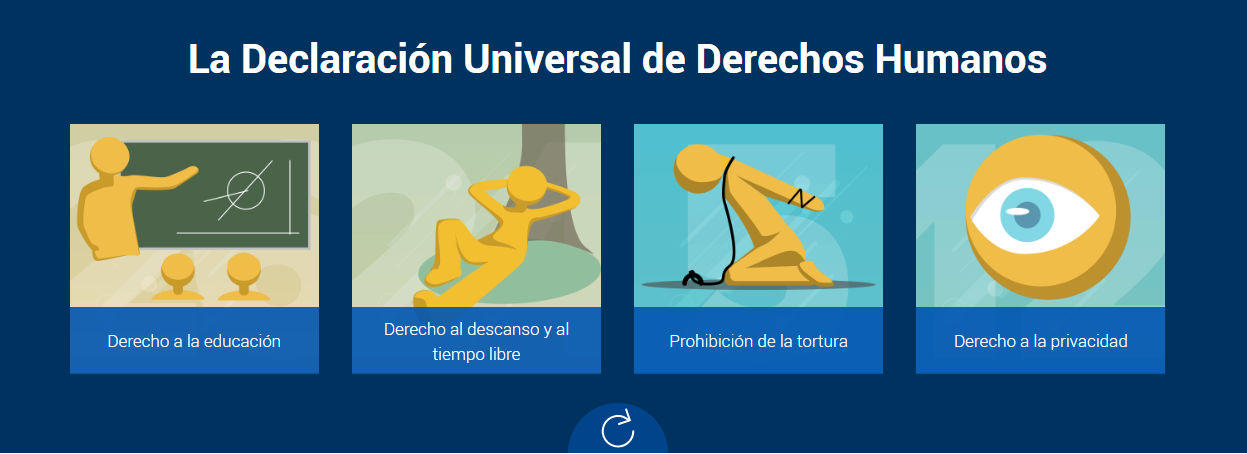 La Declaración Universal de Derechos Humanos
Derecho a la educación
Derecho al descanso y al
tiempo libre
Prohibición de la tortura
Derecho a la privacidad